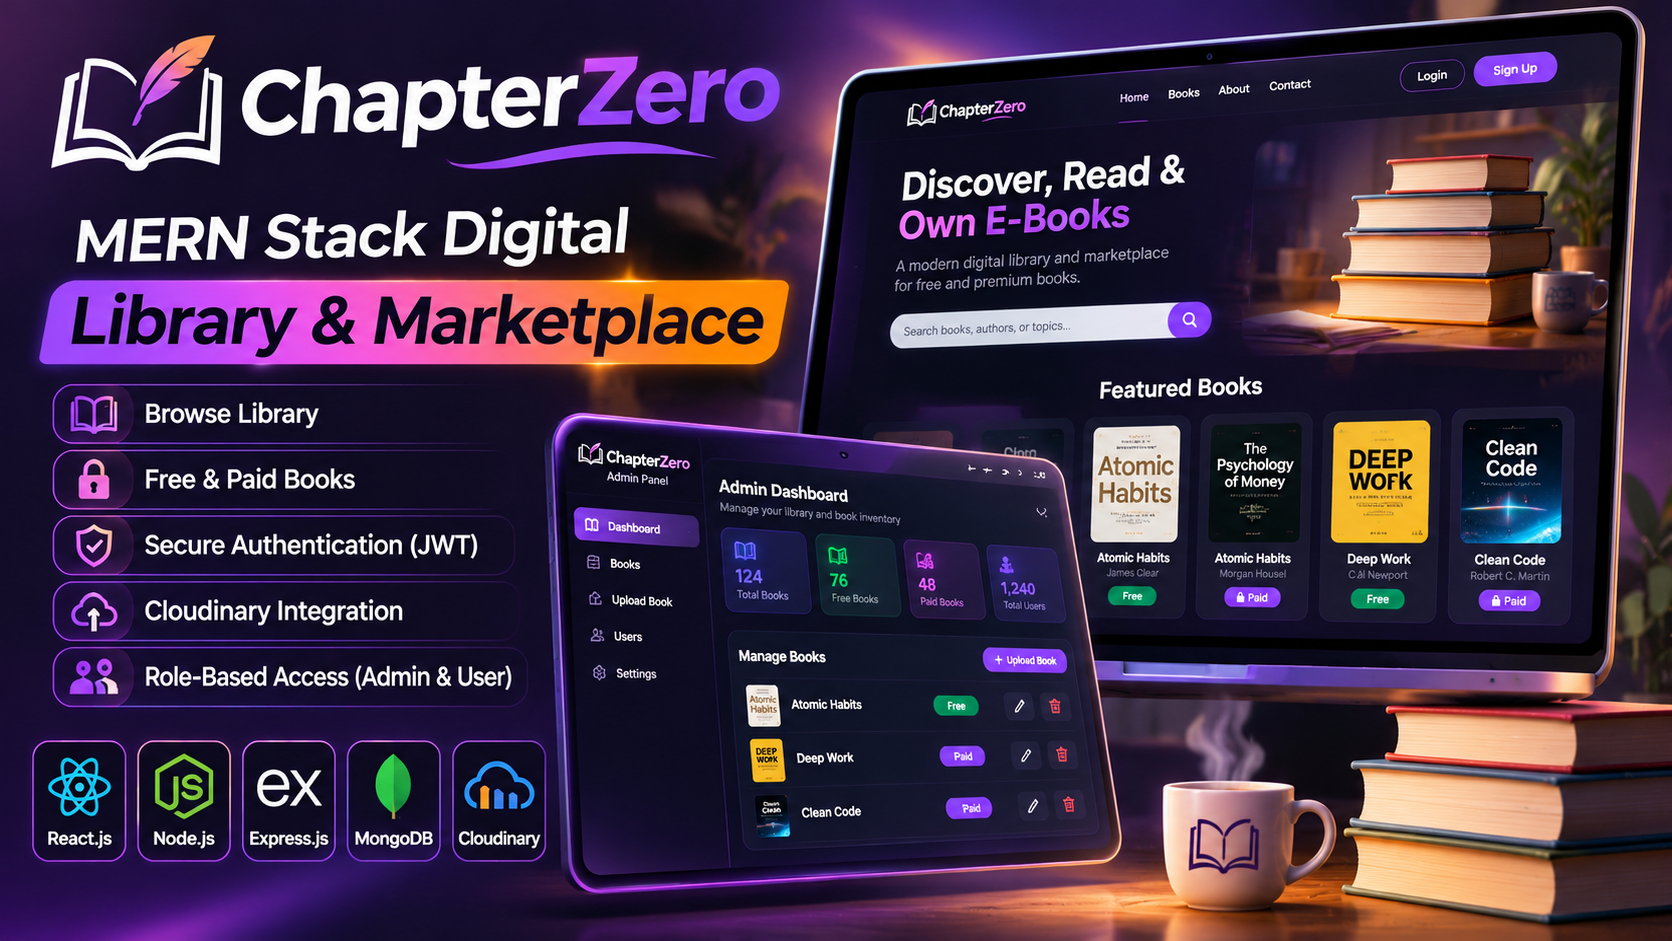 ChapterZero
MERN Stack Digital
Library & Marketplace
Browse Library
Free & Paid Books
Secure Authentication (JWT)
Cloudinary Integration
Role-Based Access (Admin & User)
React.js
Node.js
ex
Express.js
MongoDB
Cloudinary
ChapterZero
Home
Books
About
Contact
Login
Sign Up
Discover, Read &
Own E-Books
A modern digital library and marketplace
for free and premium books.
Search books, authors, or topics...
Featured Books
Atomic
Habits
Atomic Habits
James Clear
Free
The
Psychology
of Money
Atomic Habits
Morgan Housel
Paid
DEEP
WORK
Deep Work
Newport
Free
Clean
Code
Clean Code
Robert C. Martin
Paid
ChapterZero
Admin Panel
Dashboard
Books
Upload Book
Users
Settings
Admin Dashboard
Manage your library and book inventory
124
Total Books
76
Free Books
48
Paid Books
1,240
Total Users
Manage Books
+ Upload Book
Atomic
Habits
Atomic Habits
Free
DEEP
WORK
Deep Work
Paid
Clean Code
Paid